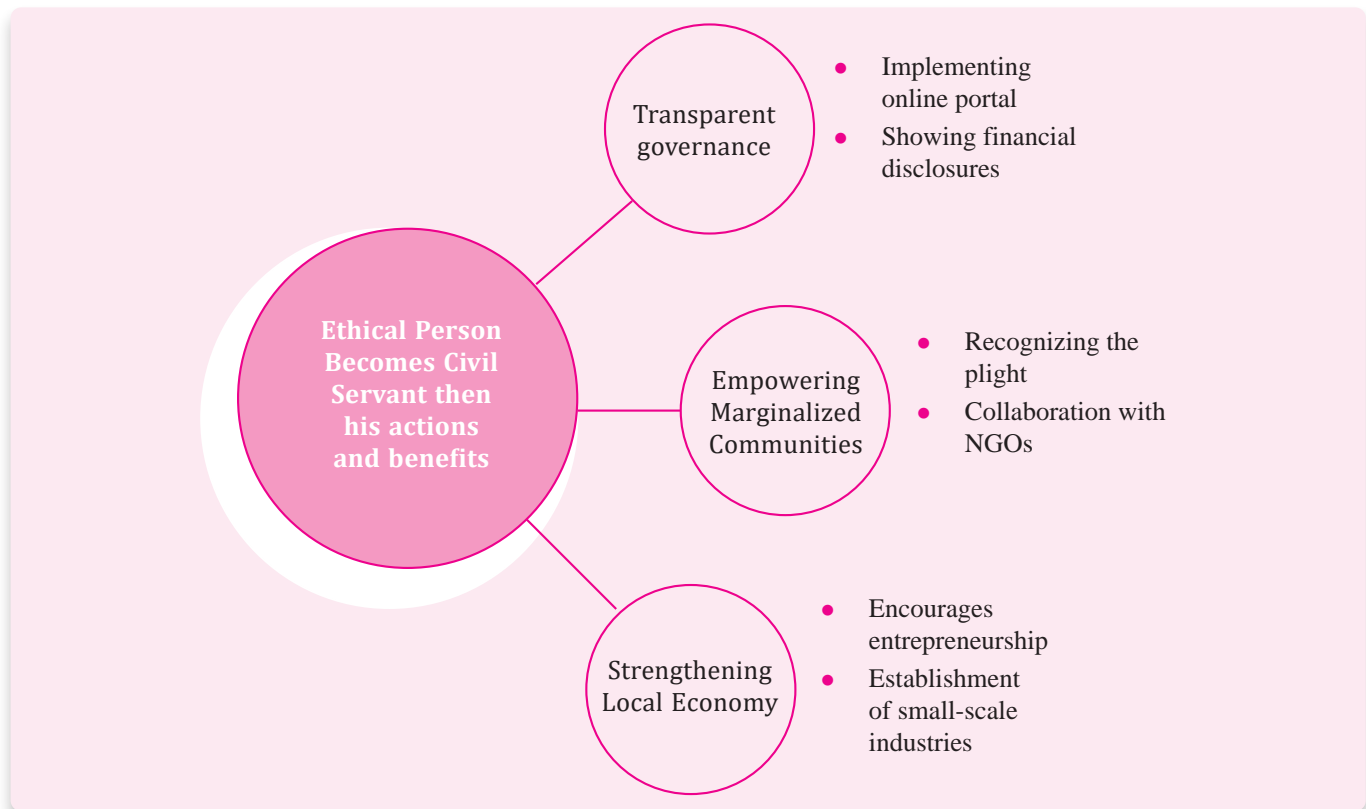 Ethical Person
Becomes Civil
Servant then
his actions
and benefits
Transparent
governance
● Implementing
online portal
● Showing financial
disclosures
Empowering
Marginalized
Communities
● Recognizing the
plight
● Collaboration with
NGOs
Strengthening
Local Economy
● Encourages
entrepreneurship
● Establishment
of small-scale
industries